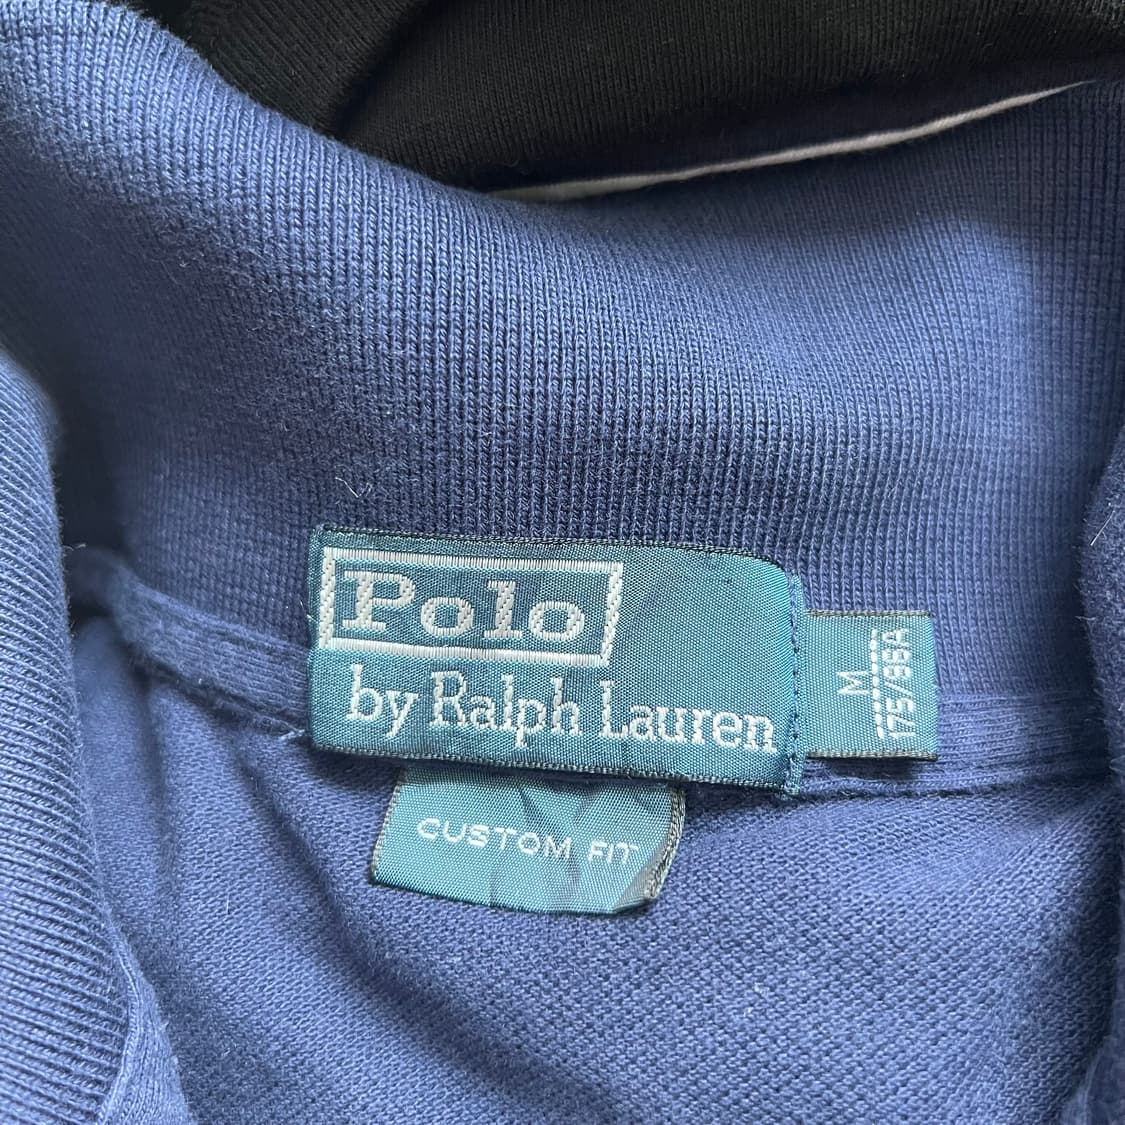 Polo
by Ralph Lauren
M
175/96A
CUSTOM FIT